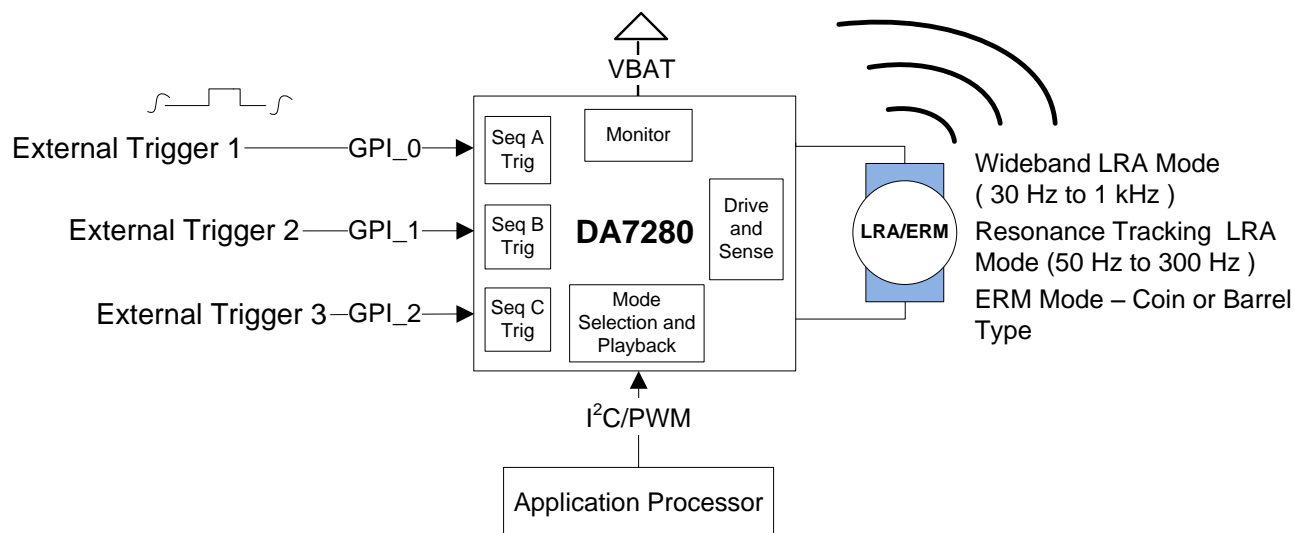 VBAT
External Trigger 1
GPI_0
Seq A
Trig
Monitor
External Trigger 2
GPI_1
Seq B
Trig
DA7280
Drive
and
Sense
LRA/ERM
External Trigger 3
GPI_2
Seq C
Trig
Mode
Selection and
Playback
Wideband LRA Mode
( 30 Hz to 1 kHz )
Resonance Tracking LRA
Mode (50 Hz to 300 Hz )
ERM Mode – Coin or Barrel
Type
I²C/PWM
Application Processor